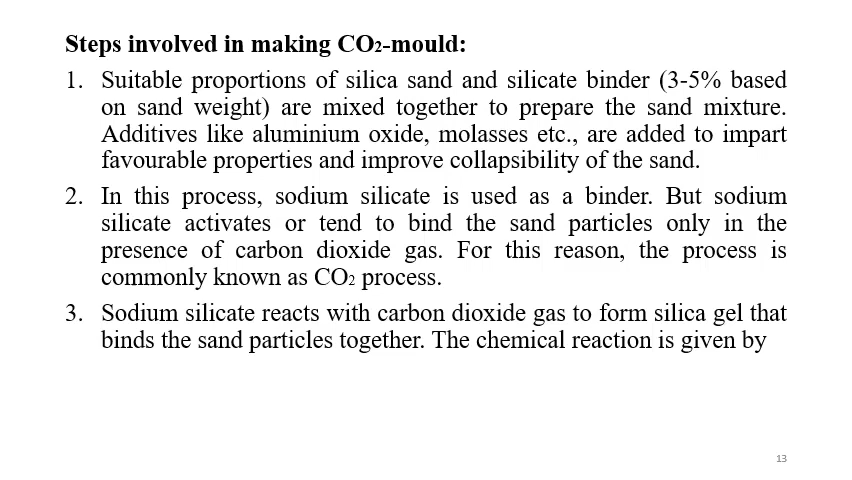 Steps involved in making CO2-mould:
1. Suitable proportions of silica sand and silicate binder (3-5% based
on sand weight) are mixed together to prepare the sand mixture.
Additives like aluminium oxide, molasses etc., are added to impart
favourable properties and improve collapsibility of the sand.
2. In this process, sodium silicate is used as a binder. But sodium
silicate activates or tend to bind the sand particles only in the
presence of carbon dioxide gas. For this reason, the process is
commonly known as CO2 process.
3. Sodium silicate reacts with carbon dioxide gas to form silica gel that
binds the sand particles together. The chemical reaction is given by
13